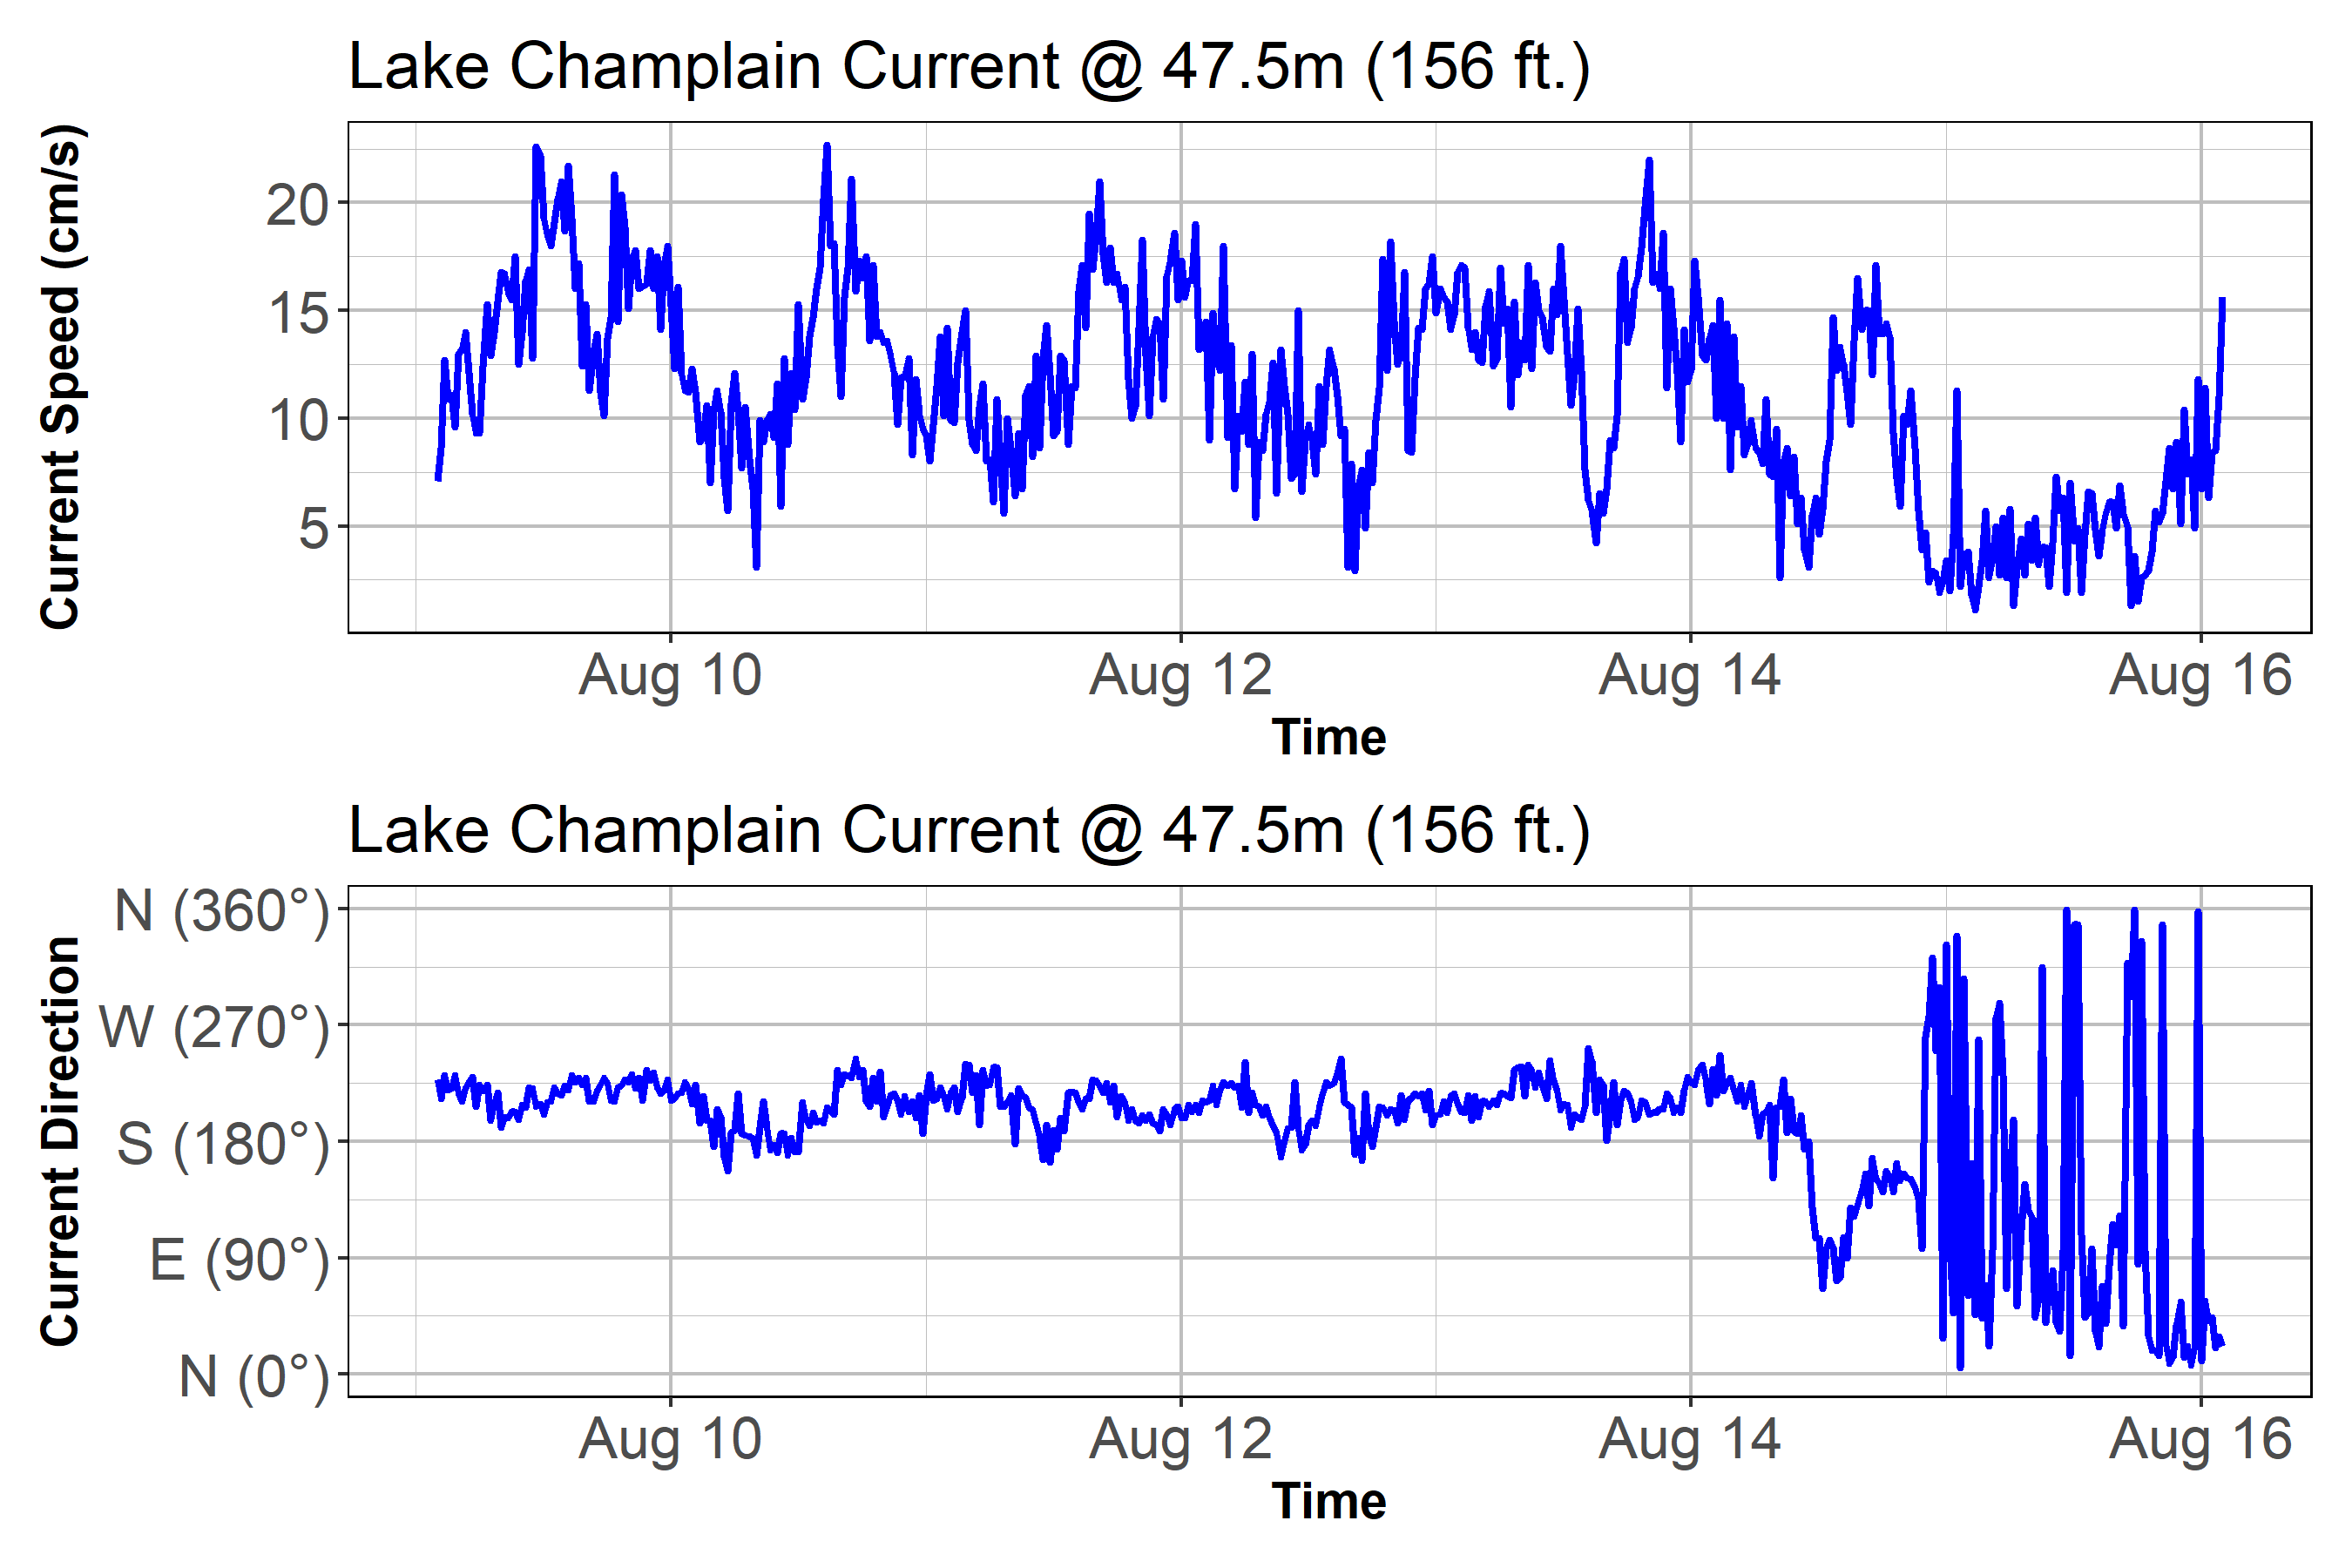 Lake Champlain Current @ 47.5m (156 ft.)
Current Speed (cm/s)
20
15
10
5
Aug 10 Aug 12 Aug 14 Aug 16
Time
Lake Champlain Current @ 47.5m (156 ft.)
Current Direction
N (360°)
W (270°)
S (180°)
E (90°)
N (0°)
Aug 10 Aug 12 Aug 14 Aug 16
Time